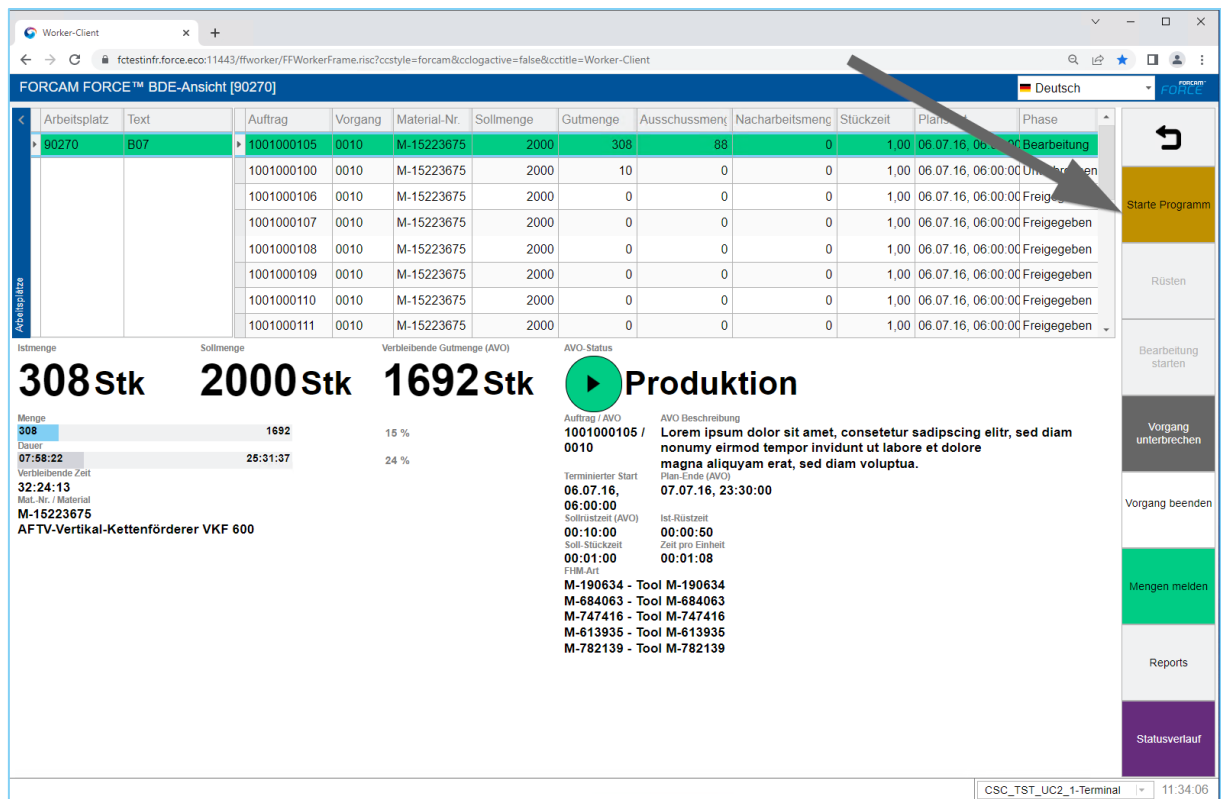 Worker-Client
fctestinfr.force.eco:11443/ffworker/FFWorkerFrame.risc?ccstyle=forcam&cclogactive=false&cctitle=Worker-Client
FORCAM FORCE™ BDE-Ansicht [90270]
Deutsch
FORCAM FORCE
Arbeitsplatz Text Auftrag Vorgang Material-Nr. Sollmenge Gutmenge Ausschussmeng Nacharbeitsmeng Stückzeit Phase
90270 B07 1001000105 0010 M-15223675 2000 308 88 0 1,00 06.07.16, Bearbeitung
1001000100 0010 M-15223675 2000 10 0 0 1,00 06.07.16, 06:00:00
1001000106 0010 M-15223675 2000 0 0 0 1,00 06.07.16, 06:00:00
1001000107 0010 M-15223675 2000 0 0 0 1,00 06.07.16, 06:00:00 Freigegeben
1001000108 0010 M-15223675 2000 0 0 0 1,00 06.07.16, 06:00:00 Freigegeben
1001000109 0010 M-15223675 2000 0 0 0 1,00 06.07.16, 06:00:00 Freigegeben
1001000110 0010 M-15223675 2000 0 0 0 1,00 06.07.16, 06:00:00 Freigegeben
1001000111 0010 M-15223675 2000 0 0 0 1,00 06.07.16, 06:00:00 Freigegeben
Arbeitsplätze
Istmenge Sollmenge Verbleibende Gutmenge (AVO) AVO-Status
308 Stk 2000 Stk 1692 Stk Produktion
Menge
308 1692 15 %
Dauer
07:58:22 25:31:37 24 %
Verbleibende Zeit
32:24:13
Mat.-Nr. / Material
M-15223675
AFTV-Vertikal-Kettenförderer VKF 600
Auftrag / AVO AVO Beschreibung
1001000105 / Lorem ipsum dolor sit amet, consetetur sadipscing elitr, sed diam
0010 nonumy eirmod tempor invidunt ut labore et dolore
magna aliquyam erat, sed diam voluptua.
Terminierter Start Plan-Ende (AVO)
06.07.16, 07.07.16, 23:30:00
06:00:00
Sollrüstzeit (AVO) Ist-Rüstzeit
00:10:00 00:00:50
Soll-Stückzeit Zeit pro Einheit
00:01:00 00:01:08
FHM-Art
M-190634 - Tool M-190634
M-684063 - Tool M-684063
M-747416 - Tool M-747416
M-613935 - Tool M-613935
M-782139 - Tool M-782139
Starte Programm
Rüsten
Bearbeitung
starten
Vorgang
unterbrechen
Vorgang beenden
Mengen melden
Reports
Statusverlauf
CSC_TST_UC2_1-Terminal 11:34:06